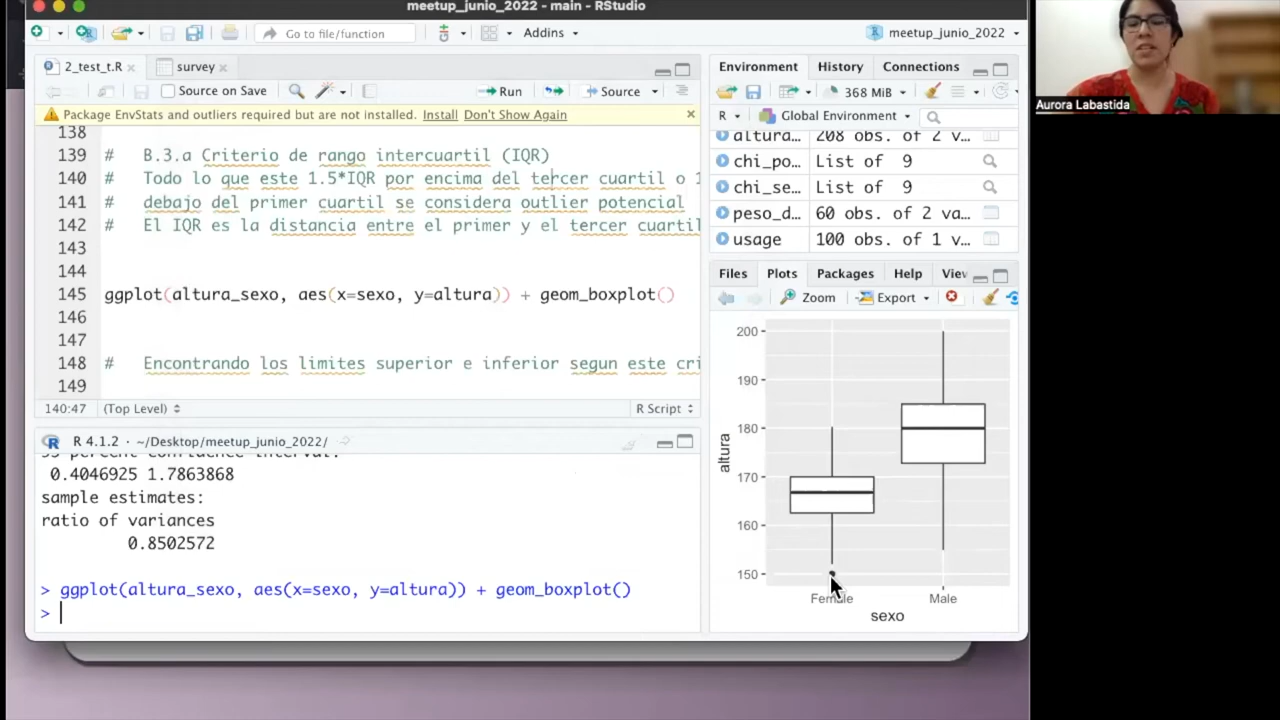 meetup_junio_2022 - main - RStudio
Go to file/function
Addins
meetup_junio_2022
2_test_t.R
survey
Source on Save
Run
Source
Package EnvStats and outliers required but are not installed. Install Don't Show Again
138
139 # B.3.a Criterio de rango intercuartil (IQR)
140 # Todo lo que este 1.5*IQR por encima del tercer cuartil o 1
141 # debajo del primer cuartil se considera outlier potencial
142 # El IQR es la distancia entre el primer y el tercer cuartil
143
144
145 ggplot(altura_sexo, aes(x=sexo, y=altura)) + geom_boxplot()
146
147
148 # Encontrando los limites superior e inferior segun este cri
149
140:47 (Top Level) R Script
R 4.1.2 · ~/Desktop/meetup_junio_2022/
95 percent confidence interval:
0.4046925 1.7863868
sample estimates:
ratio of variances
0.8502572
> ggplot(altura_sexo, aes(x=sexo, y=altura)) + geom_boxplot()
>
Environment History Connections
368 MiB
R Global Environment
altura… 208 obs. of 2 v…
chi_po… List of 9
chi_se… List of 9
peso_d… 60 obs. of 2 va…
usage 100 obs. of 1 v…
Files Plots Packages Help View
Zoom Export
200
190
180
170
160
150
altura
Female Male
sexo
Aurora Labastida